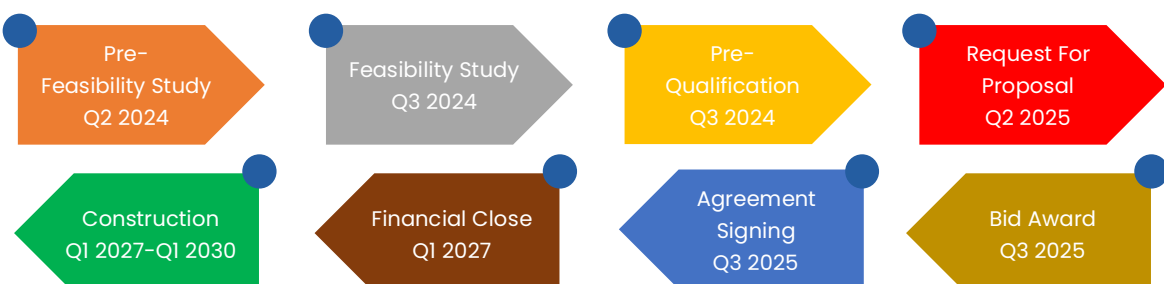 Pre-
Feasibility Study
Q2 2024
Feasibility Study
Q3 2024
Pre-
Qualification
Q3 2024
Request For
Proposal
Q2 2025
Bid Award
Q3 2025
Agreement
Signing
Q3 2025
Financial Close
Q1 2027
Construction
Q1 2027-Q1 2030